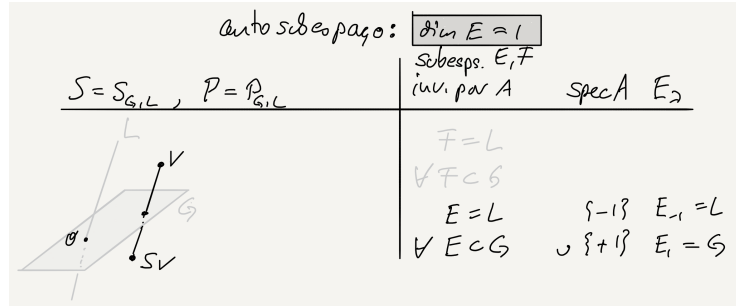 autosubespaço: dim E = 1
subesps. E, F
S = S_{G,L} , P = P_{G,L} inv. por A spec A E_λ
L
F = L
V
∀ F ⊂ G
G
E = L {-1} E_{-1} = L
0
∀ E ⊂ G ∪ {+1} E_1 = G
SV